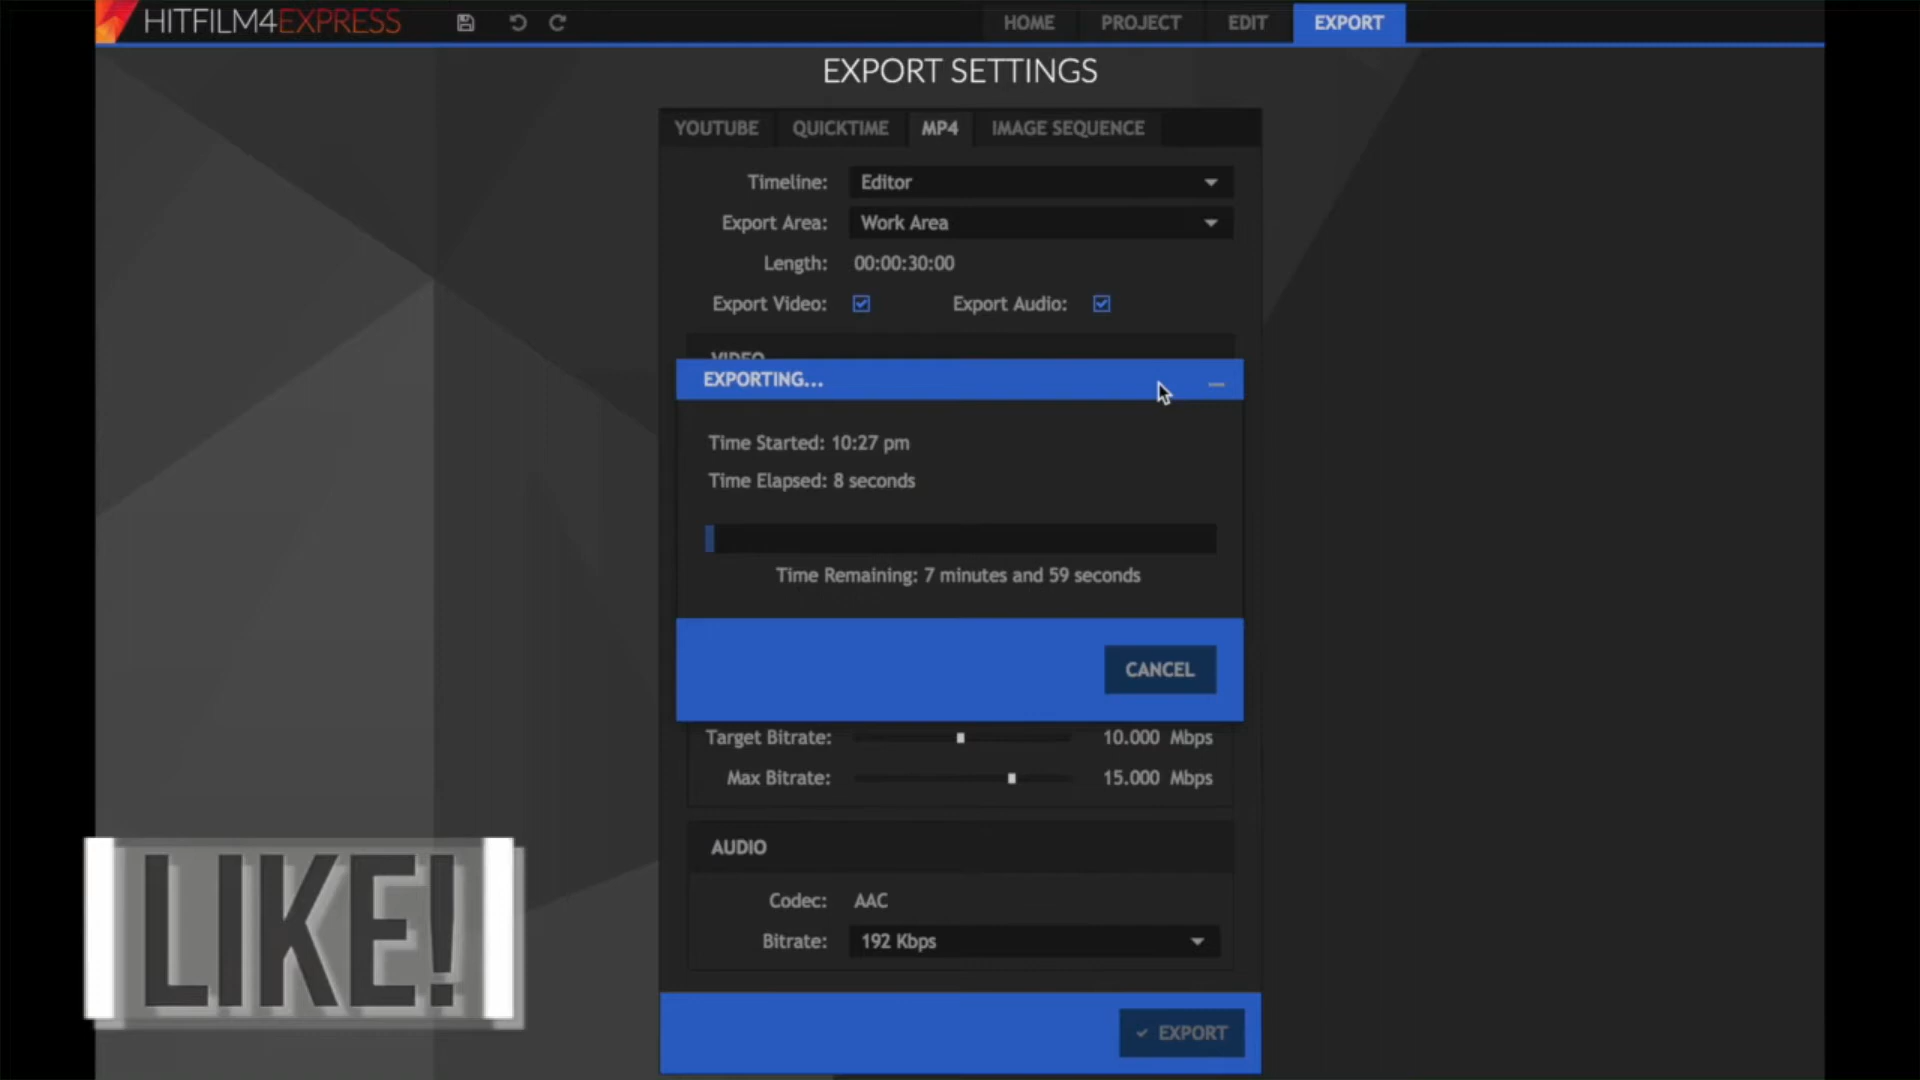 HITFILM4EXPRESS
HOME PROJECT EDIT EXPORT
EXPORT SETTINGS
YOUTUBE QUICKTIME MP4 IMAGE SEQUENCE
Timeline: Editor
Export Area: Work Area
Length: 00:00:30:00
Export Video: Export Audio:
VIDEO
EXPORTING...
Time Started: 10:27 pm
Time Elapsed: 8 seconds
Time Remaining: 7 minutes and 59 seconds
CANCEL
Target Bitrate: 10.000 Mbps
Max Bitrate: 15.000 Mbps
AUDIO
Codec: AAC
Bitrate: 192 Kbps
EXPORT
LIKE!